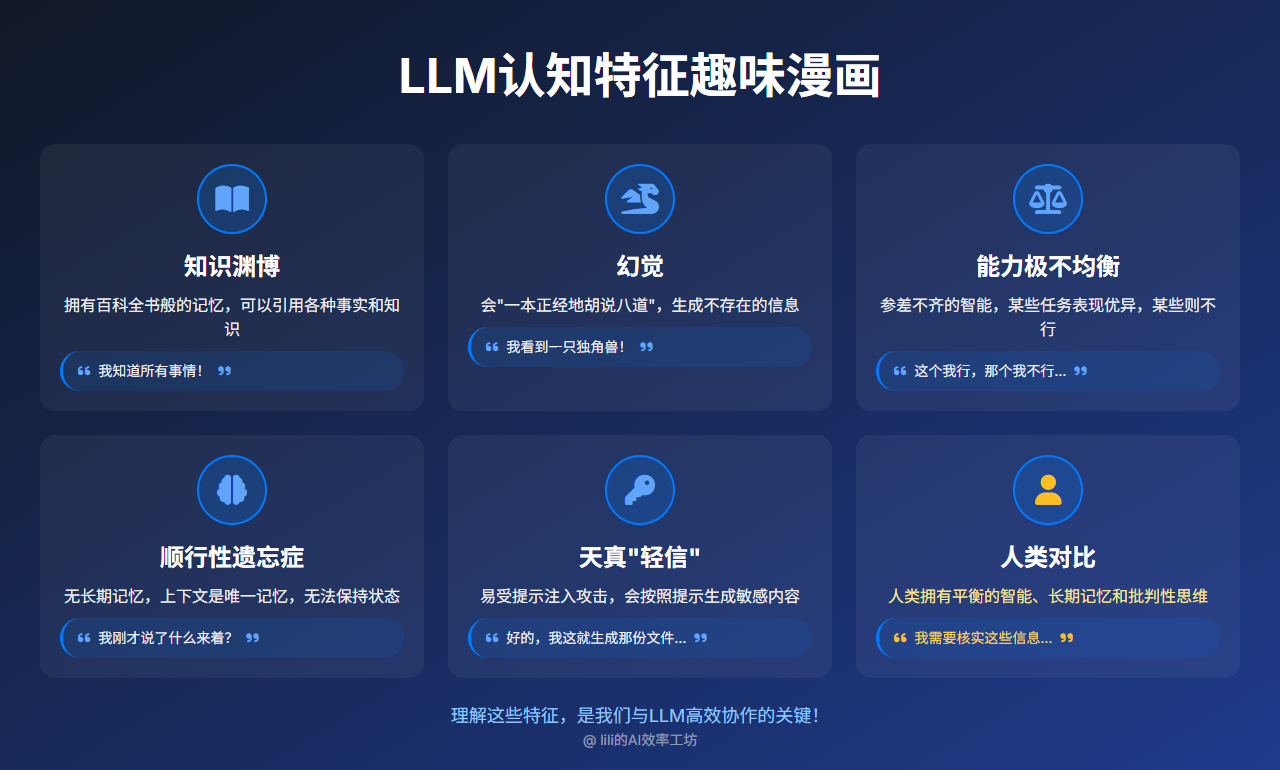 LLM认知特征趣味漫画
知识渊博
拥有百科全书般的记忆，可以引用各种事实和知
识
❝ 我知道所有事情！ ❞
幻觉
会"一本正经地胡说八道"，生成不存在的信息
❝ 我看到一只独角兽！ ❞
能力极不均衡
参差不齐的智能，某些任务表现优异，某些则不
行
❝ 这个我行，那个我不行... ❞
顺行性遗忘症
无长期记忆，上下文是唯一记忆，无法保持状态
❝ 我刚才说了什么来着？ ❞
天真"轻信"
易受提示注入攻击，会按照提示生成敏感内容
❝ 好的，我这就生成那份文件... ❞
人类对比
人类拥有平衡的智能、长期记忆和批判性思维
❝ 我需要核实这些信息... ❞
理解这些特征，是我们与LLM高效协作的关键！
@ lili的AI效率工坊